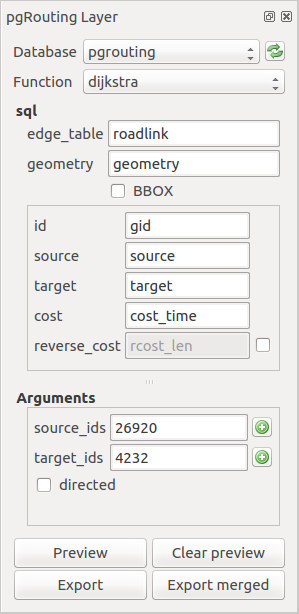 pgRouting Layer
Database pgrouting
Function dijkstra
sql
edge_table roadlink
geometry geometry
BBOX
id gid
source source
target target
cost cost_time
reverse_cost rcost_len
Arguments
source_ids 26920
target_ids 4232
directed
Preview Clear preview
Export Export merged